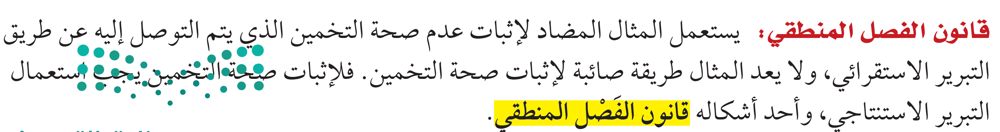 قانون الفصل المنطقي: يستعمل المثال المضاد لإثبات عدم صحة التخمين الذي يتم التوصل إليه عن طريق
التبرير الاستقرائي، ولا يعد المثال طريقة صائبة لإثبات صحة التخمين. فلإثبات صحة التخمين يجب استعمال
التبرير الاستنتاجي، وأحد أشكاله قانون الفَصْل المنطقي.